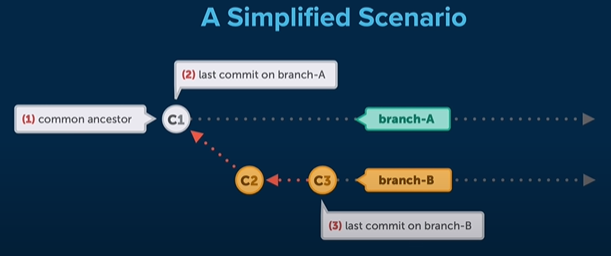 A Simplified Scenario
(2) last commit on branch-A
(1) common ancestor
C1
branch-A
C2
C3
branch-B
(3) last commit on branch-B